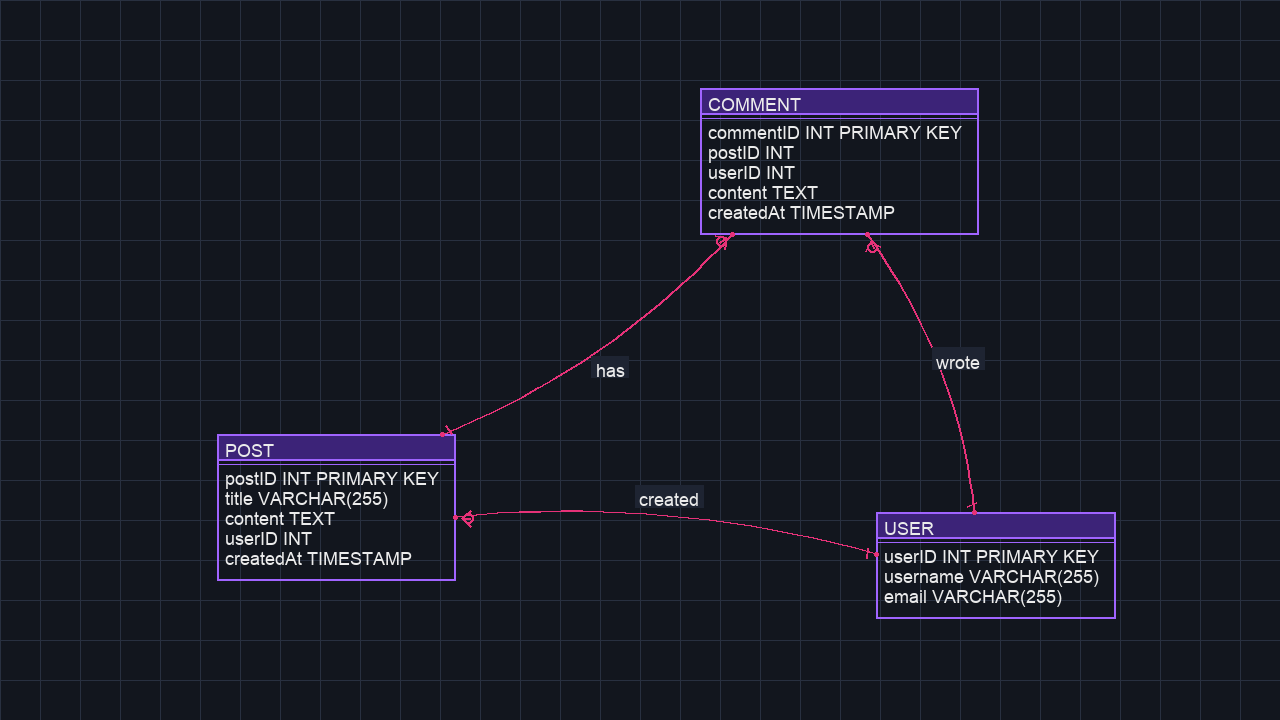 COMMENT
commentID INT PRIMARY KEY
postID INT
userID INT
content TEXT
createdAt TIMESTAMP
has
wrote
POST
postID INT PRIMARY KEY
title VARCHAR(255)
content TEXT
userID INT
createdAt TIMESTAMP
created
USER
userID INT PRIMARY KEY
username VARCHAR(255)
email VARCHAR(255)